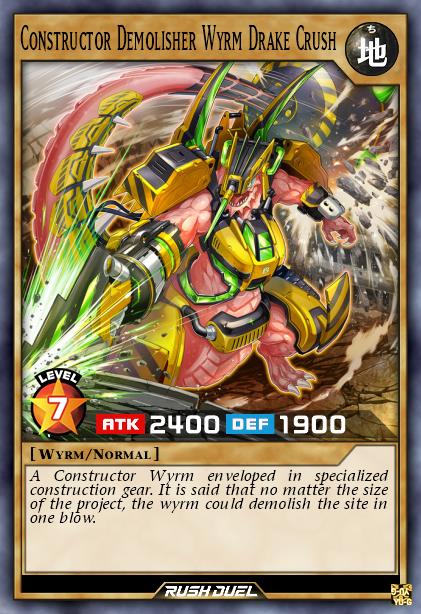 CONSTRUCTOR DEMOLISHER WYRM DRAKE CRUSH
ち
地
LEVEL
7
ATK 2400 DEF 1900
[WYRM/NORMAL]
A Constructor Wyrm enveloped in specialized
construction gear. It is said that no matter the size
of the project, the wyrm could demolish the site in
one blow.
RUSH DUEL